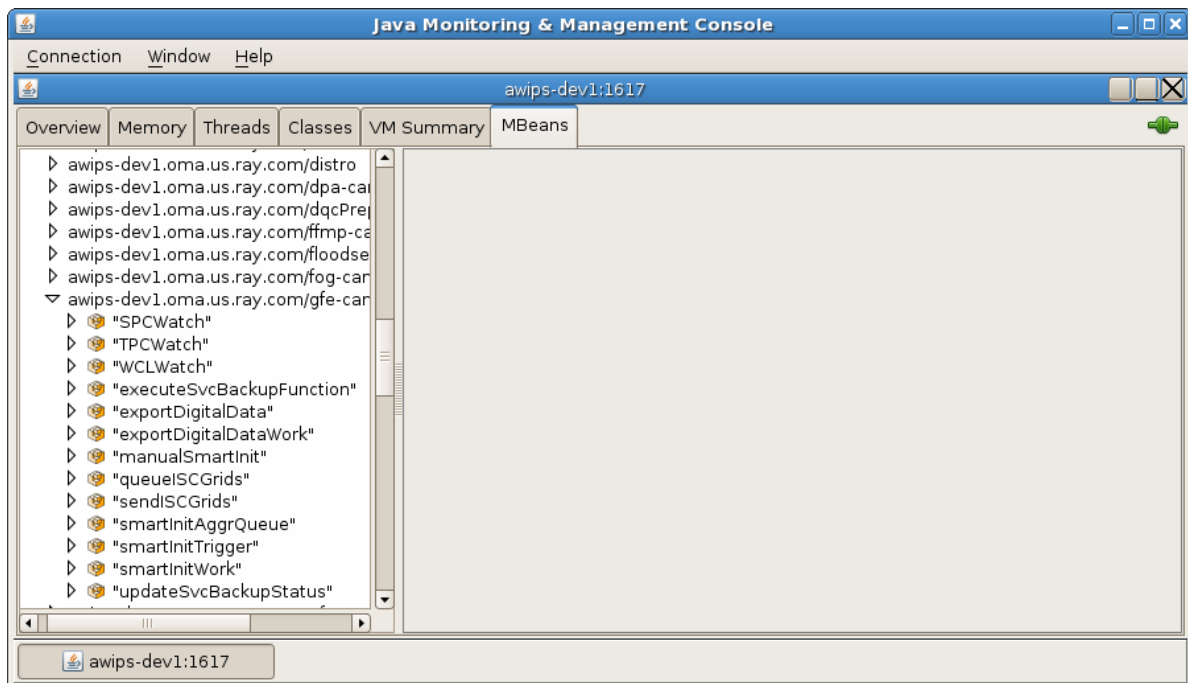 Java Monitoring & Management Console
Connection Window Help
awips-dev1:1617
Overview Memory Threads Classes VM Summary MBeans
awips-dev1.oma.us.ray.com/distro
awips-dev1.oma.us.ray.com/dpa-ca
awips-dev1.oma.us.ray.com/dqcPre
awips-dev1.oma.us.ray.com/ffmp-ca
awips-dev1.oma.us.ray.com/floodse
awips-dev1.oma.us.ray.com/fog-can
awips-dev1.oma.us.ray.com/gfe-can
"SPCWatch"
"TPCWatch"
"WCLWatch"
"executeSvcBackupFunction"
"exportDigitalData"
"exportDigitalDataWork"
"manualSmartInit"
"queueISCGrids"
"sendISCGrids"
"smartInitAggrQueue"
"smartInitTrigger"
"smartInitWork"
"updateSvcBackupStatus"
awips-dev1:1617